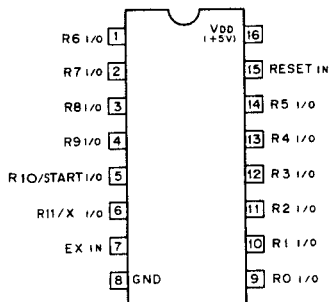 R6 I/O 1
R7 I/O 2
R8 I/O 3
R9 I/O 4
R10/START I/O 5
R11/X I/O 6
EX IN 7
8 GND
VDD (+5V) 16
15 RESET IN
14 R5 I/O
13 R4 I/O
12 R3 I/O
11 R2 I/O
10 R1 I/O
9 R0 I/O